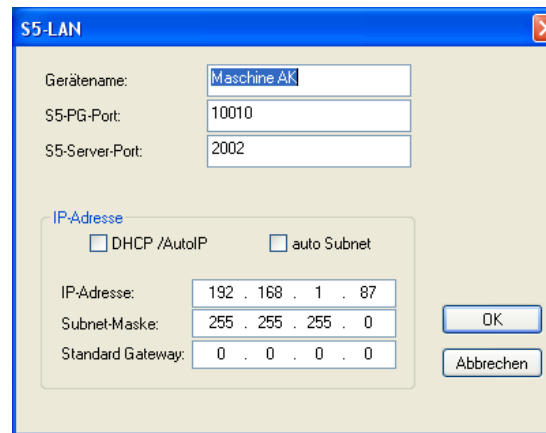 S5-LAN
Gerätename: Maschine AK
S5-PG-Port: 10010
S5-Server-Port: 2002
IP-Adresse
DHCP /AutoIP auto Subnet
IP-Adresse: 192 . 168 . 1 . 87
Subnet-Maske: 255 . 255 . 255 . 0
OK
Standard Gateway: 0 . 0 . 0 . 0
Abbrechen